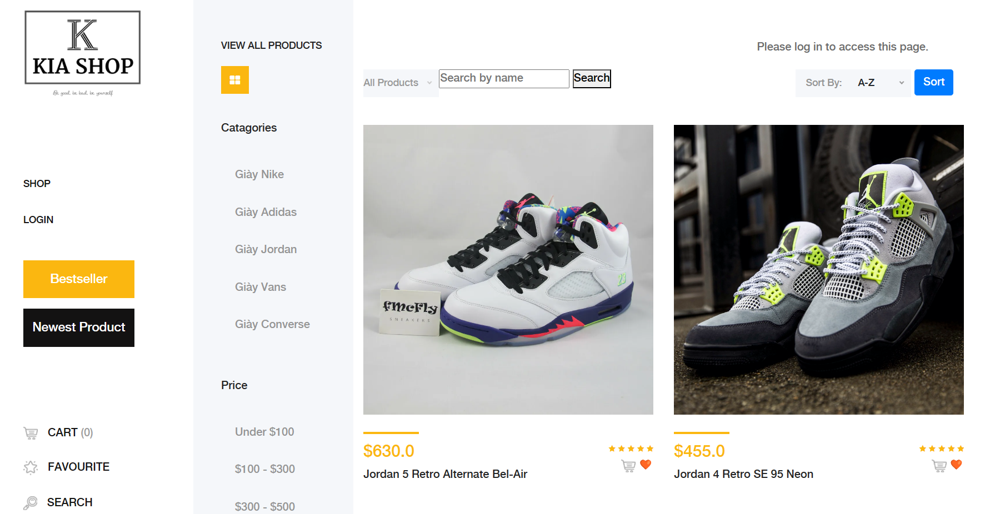 K
KIA SHOP
Be good, be bad, be yourself
SHOP
LOGIN
Bestseller
Newest Product
CART (0)
FAVOURITE
SEARCH
VIEW ALL PRODUCTS
Catagories
Giày Nike
Giày Adidas
Giày Jordan
Giày Vans
Giày Converse
Price
Under $100
$100 - $300
$300 - $500
Please log in to access this page.
All Products
Search by name
Search
Sort By:
A-Z
Sort
23
fMcFly
SNEAKERS
$630.0
Jordan 5 Retro Alternate Bel-Air
$455.0
Jordan 4 Retro SE 95 Neon